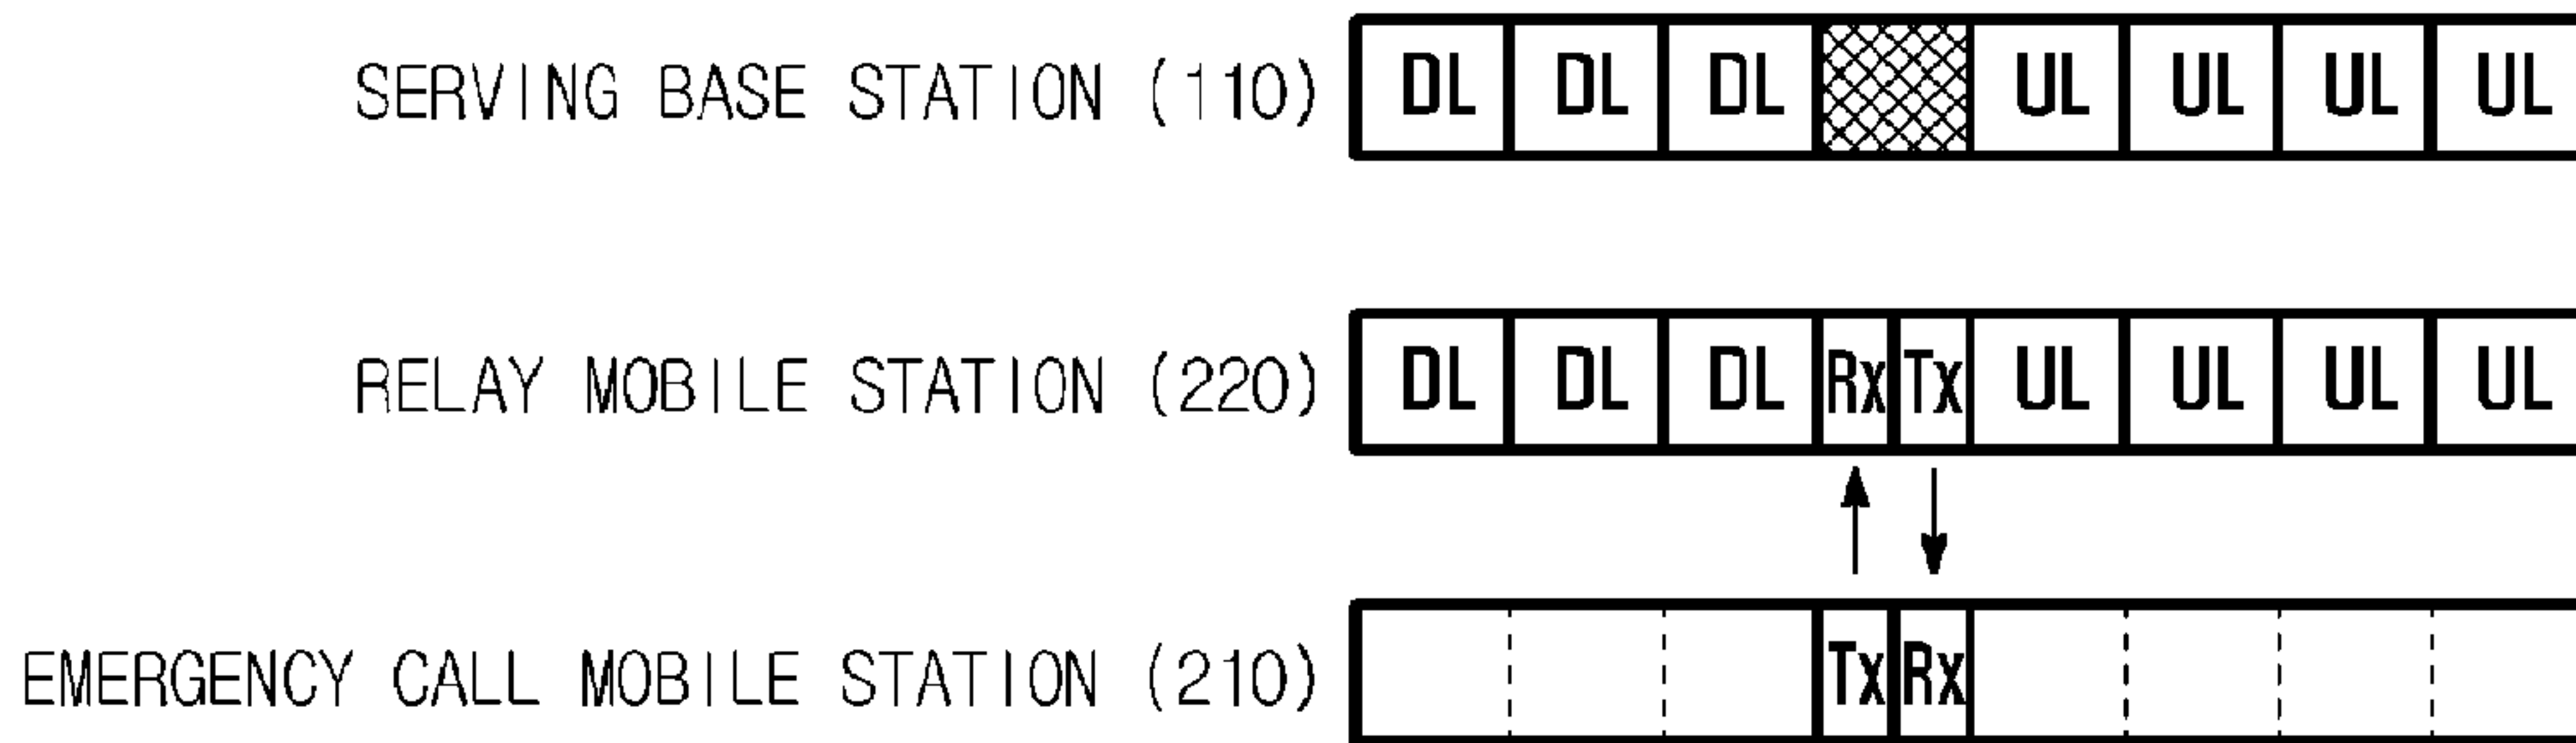 SERVING BASE STATION (110) DL DL DL UL UL UL UL
RELAY MOBILE STATION (220) DL DL DL Rx Tx UL UL UL UL
EMERGENCY CALL MOBILE STATION (210) Tx Rx